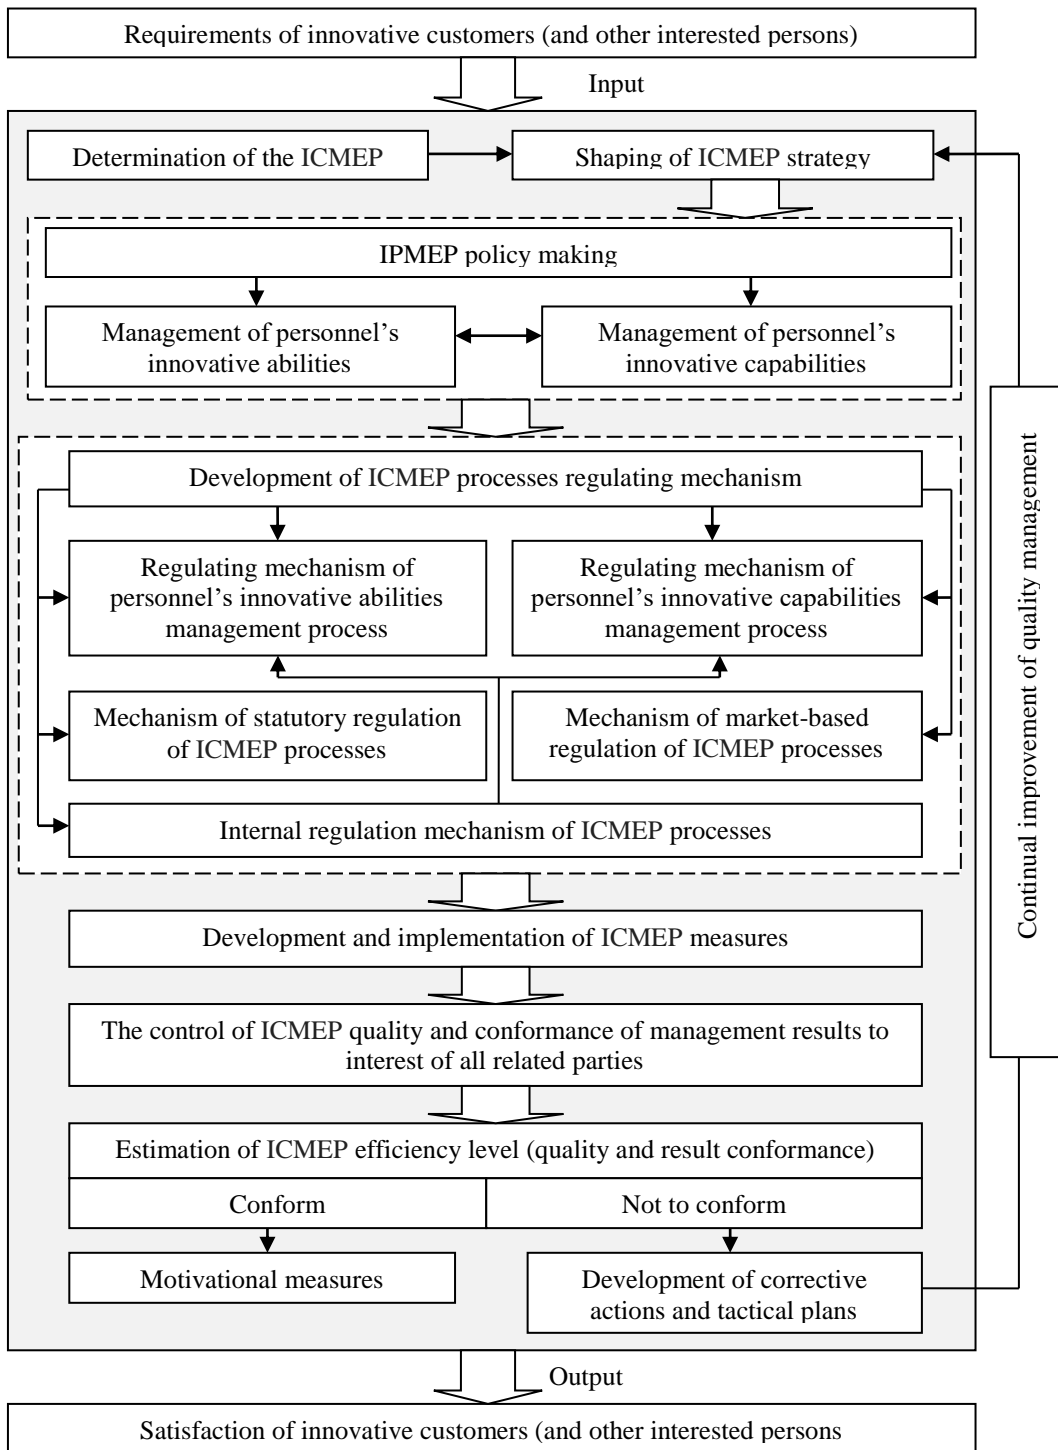 Requirements of innovative customers (and other interested persons)
Input
Determination of the ICMEP
Shaping of ICMEP strategy
IPMEP policy making
Management of personnel’s
innovative abilities
Management of personnel’s
innovative capabilities
Development of ICMEP processes regulating mechanism
Regulating mechanism of
personnel’s innovative abilities
management process
Regulating mechanism of
personnel’s innovative capabilities
management process
Mechanism of statutory regulation
of ICMEP processes
Mechanism of market-based
regulation of ICMEP processes
Internal regulation mechanism of ICMEP processes
Development and implementation of ICMEP measures
The control of ICMEP quality and conformance of management results to
interest of all related parties
Estimation of ICMEP efficiency level (quality and result conformance)
Conform
Not to conform
Motivational measures
Development of corrective
actions and tactical plans
Continual improvement of quality management
Output
Satisfaction of innovative customers (and other interested persons